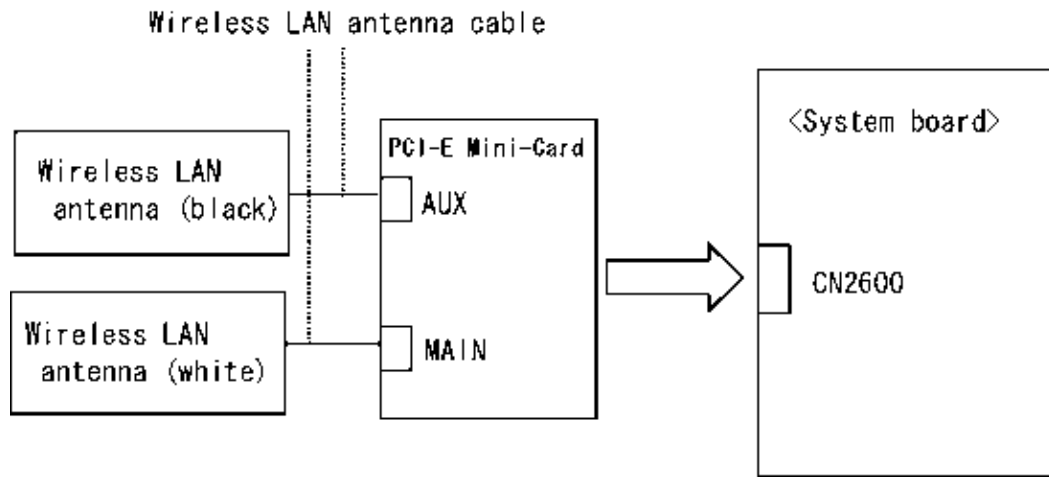 Wireless LAN antenna cable
<System board>
PCI-E Mini-Card
Wireless LAN
antenna (black)
AUX
CN2600
Wireless LAN
antenna (white)
MAIN